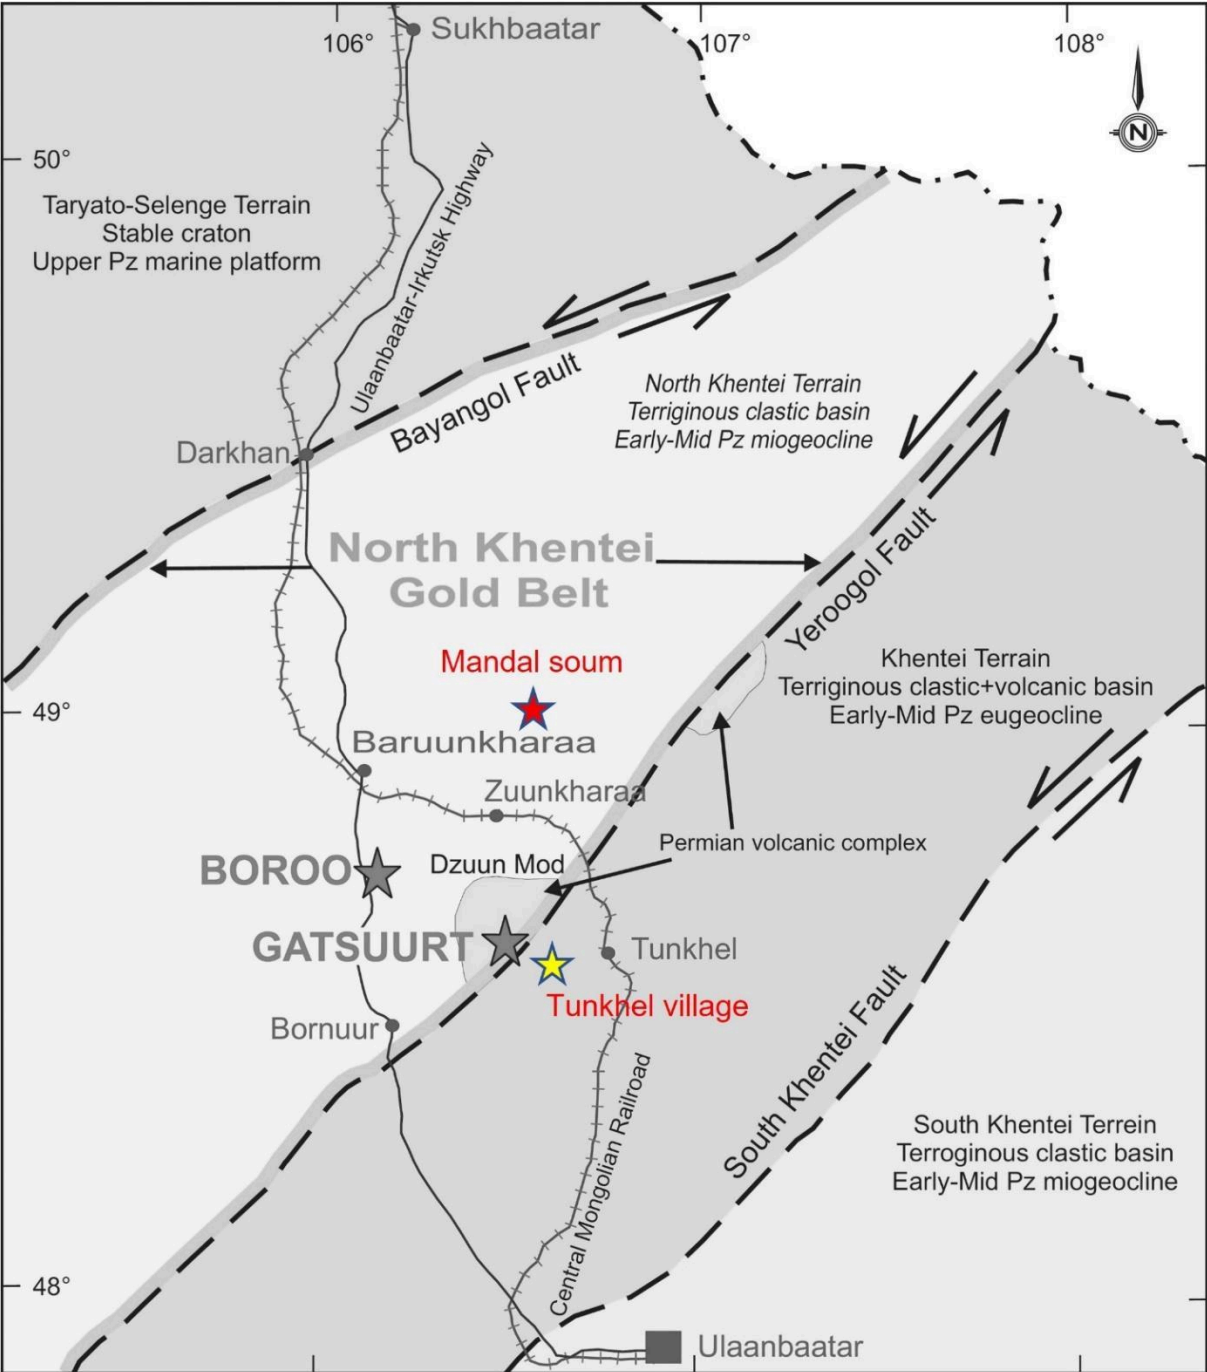 Sukhbaatar
106°
107°
108°
N
50°
Taryato-Selenge Terrain
Stable craton
Upper Pz marine platform
Ulaanbaatar-Irkutsk Highway
Bayangol Fault
North Khentei Terrain
Terriginous clastic basin
Early-Mid Pz miogeocline
Darkhan
North Khentei
Gold Belt
Yeroogol Fault
Mandal soum
Khentei Terrain
Terriginous clastic+volcanic basin
Early-Mid Pz eugeocline
49°
Baruunkharaa
Zuunkharaa
Permian volcanic complex
Dzuun Mod
BOROO
GATSUURT
Tunkhel
Tunkhel village
Bornuur
South Khentei Fault
Central Mongolian Railroad
South Khentei Terrein
Terroginous clastic basin
Early-Mid Pz miogeocline
48°
Ulaanbaatar